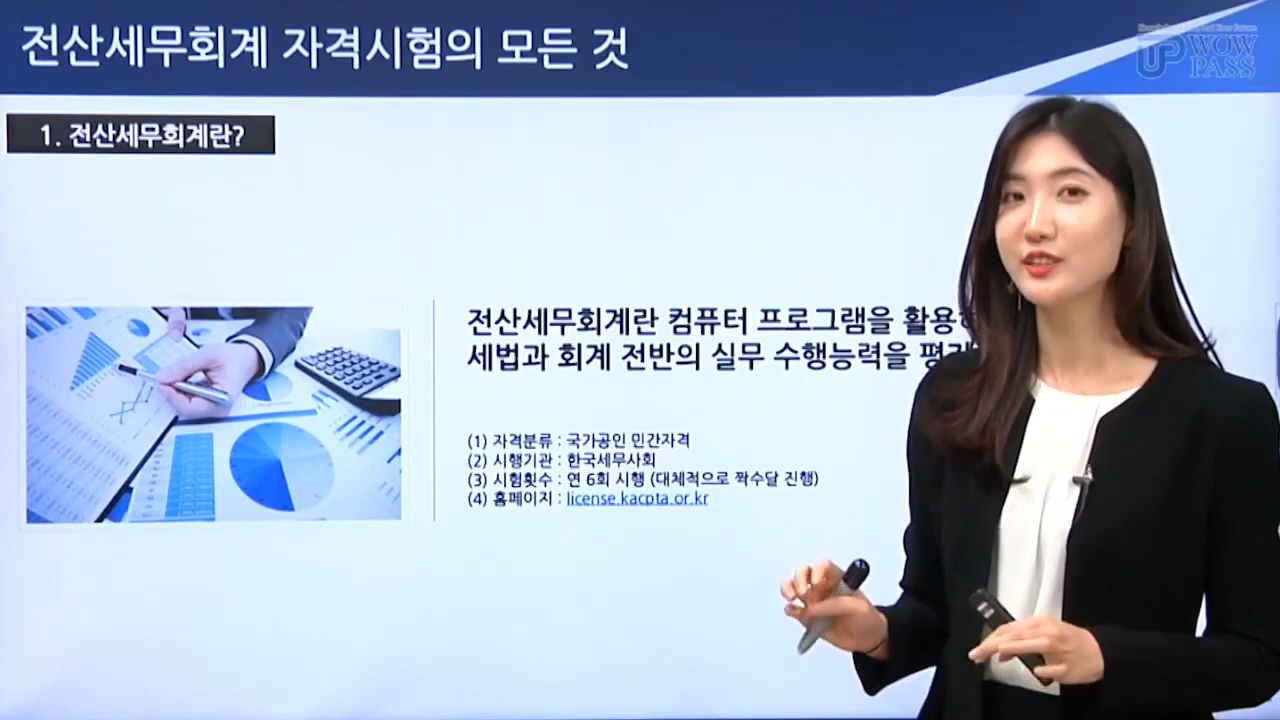 전산세무회계 자격시험의 모든 것
UP WOW PASS
1. 전산세무회계란?
전산세무회계란 컴퓨터 프로그램을 활용
세법과 회계 전반의 실무 수행능력을
(1) 자격분류 : 국가공인 민간자격
(2) 시행기관 : 한국세무사회
(3) 시험횟수 : 연 6회 시행 (대체적으로 짝수달 진행)
(4) 홈페이지 : license.kacpta.or.kr